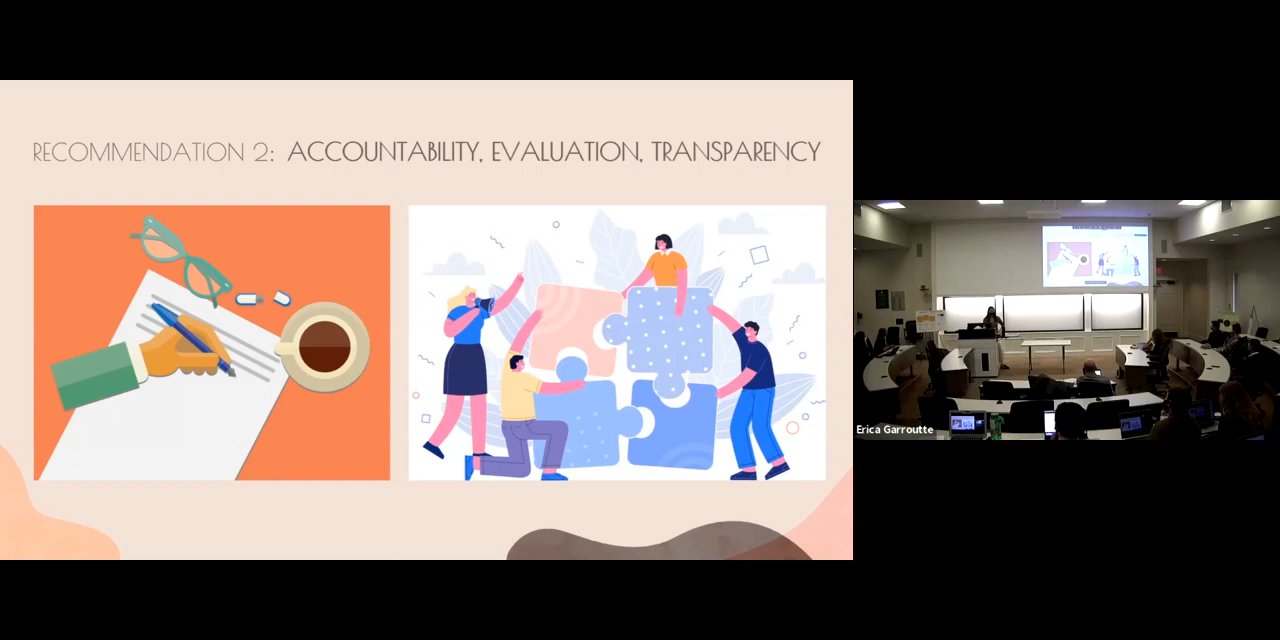 RECOMMENDATION 2: ACCOUNTABILITY, EVALUATION, TRANSPARENCY
Erica Garroutte